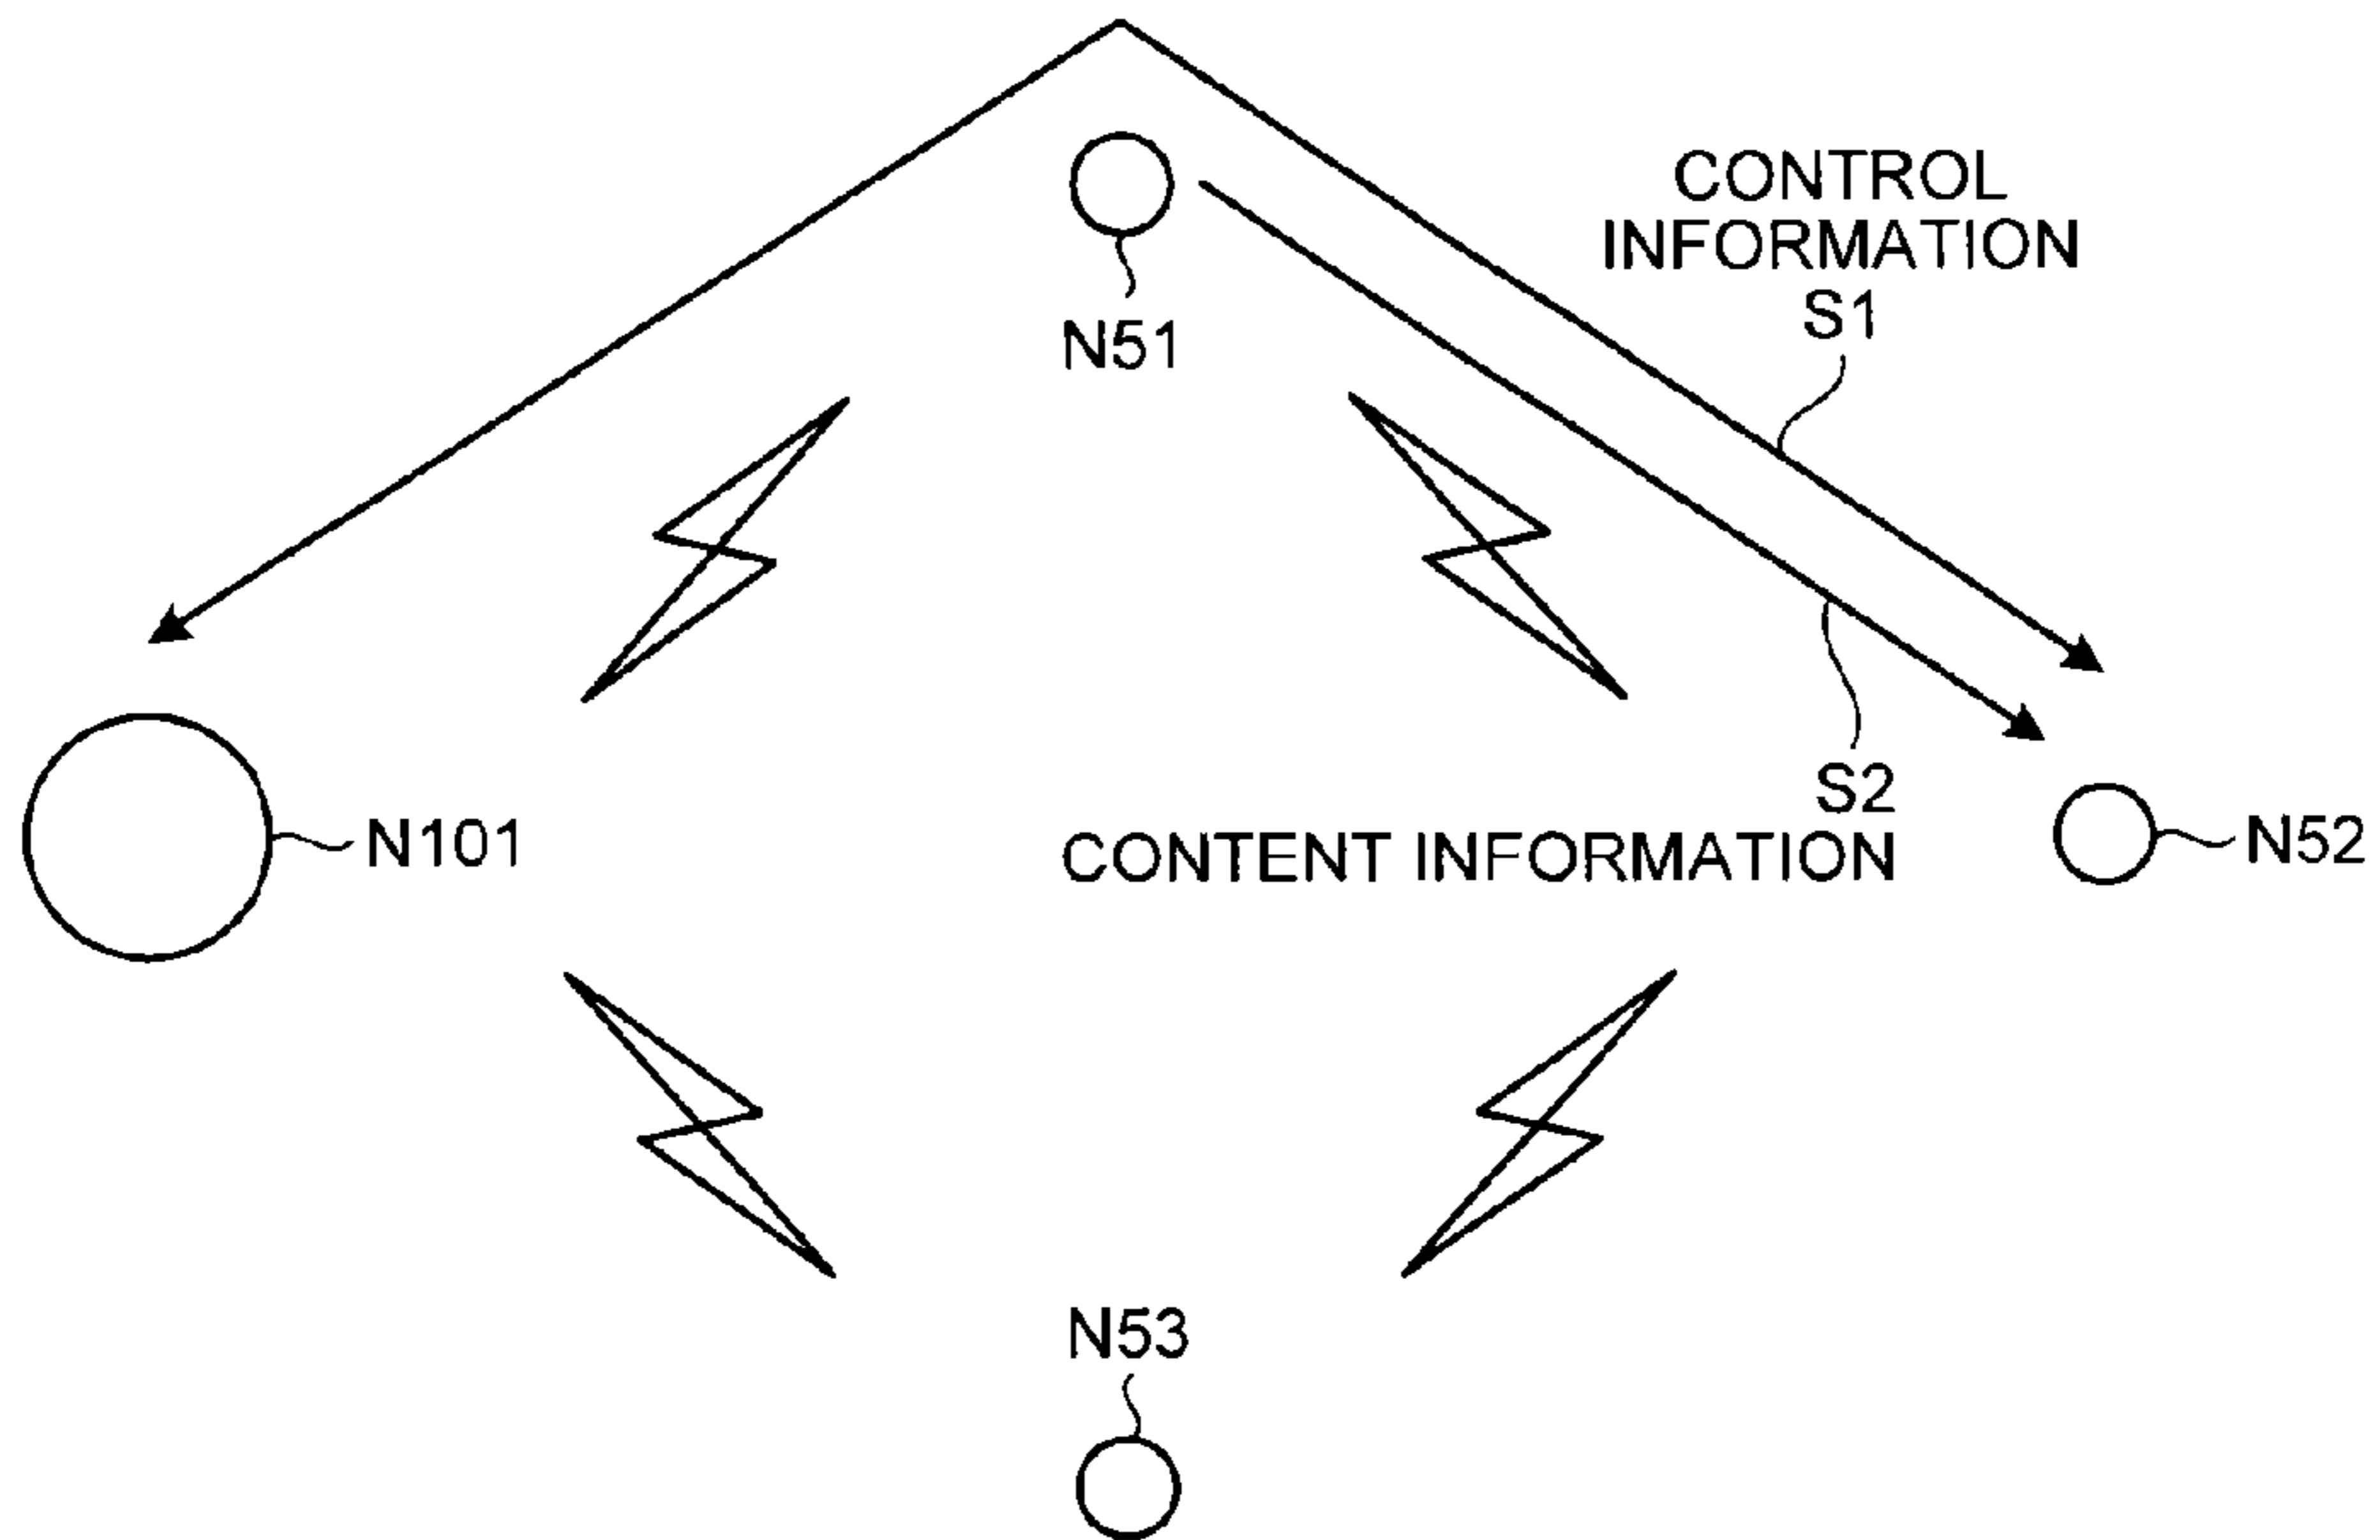 CONTROL
INFORMATION
S1
N51
S2
N101
CONTENT INFORMATION
N52
N53